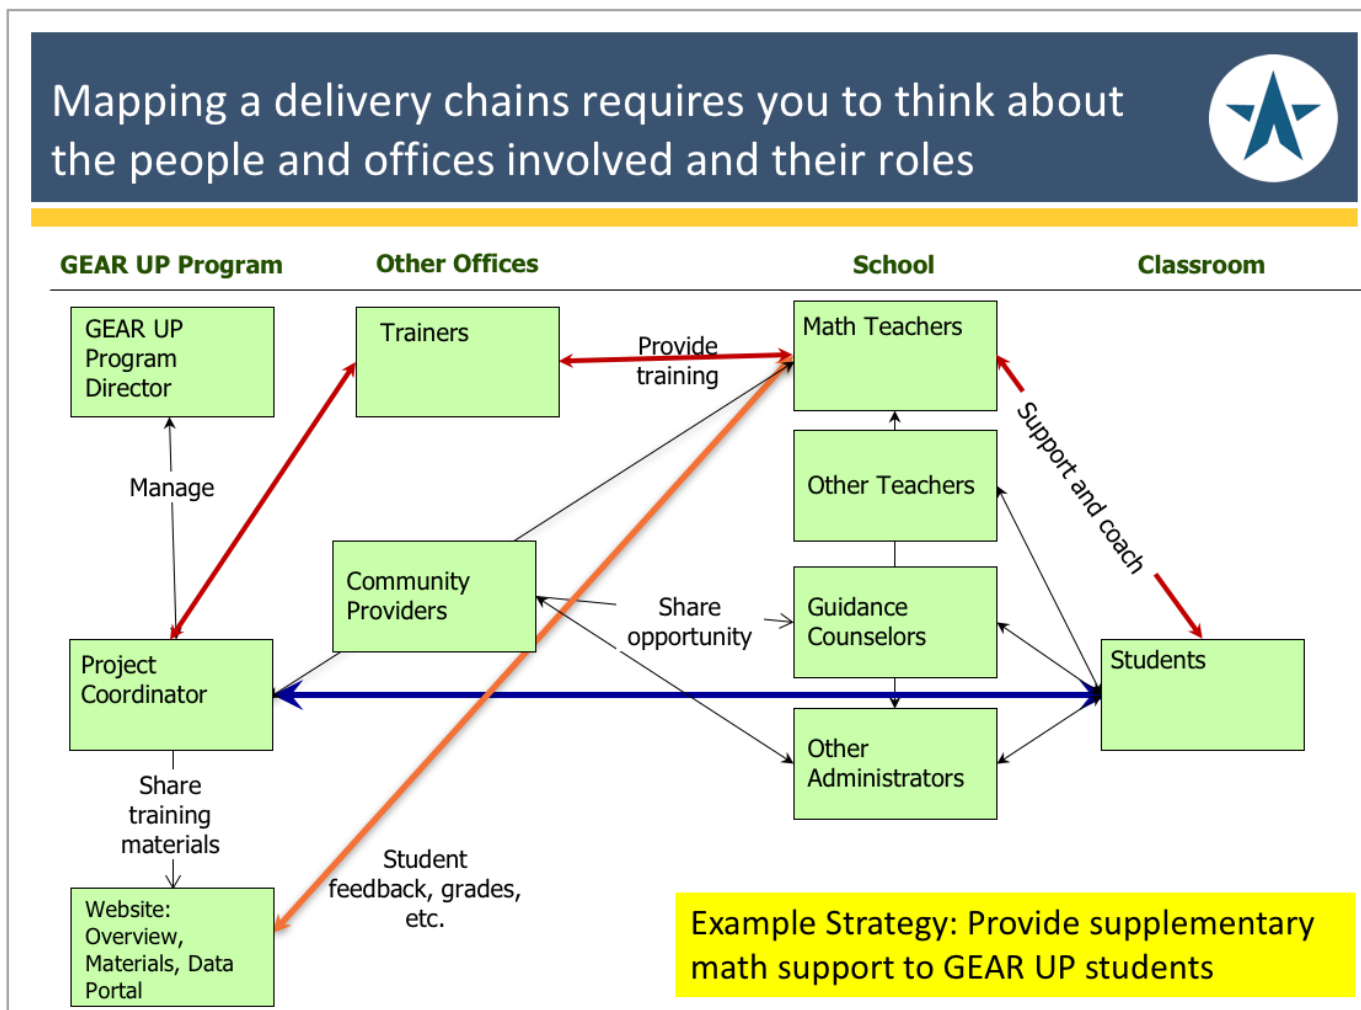 Mapping a delivery chains requires you to think about
the people and offices involved and their roles
GEAR UP Program
Other Offices
School
Classroom
GEAR UP
Program
Director
Trainers
Provide
training
Math Teachers
Support and coach
Manage
Other Teachers
Community
Providers
Share
opportunity
Guidance
Counselors
Project
Coordinator
Students
Other
Administrators
Share
training
materials
Student
feedback, grades,
etc.
Website:
Overview,
Materials, Data
Portal
Example Strategy: Provide supplementary
math support to GEAR UP students